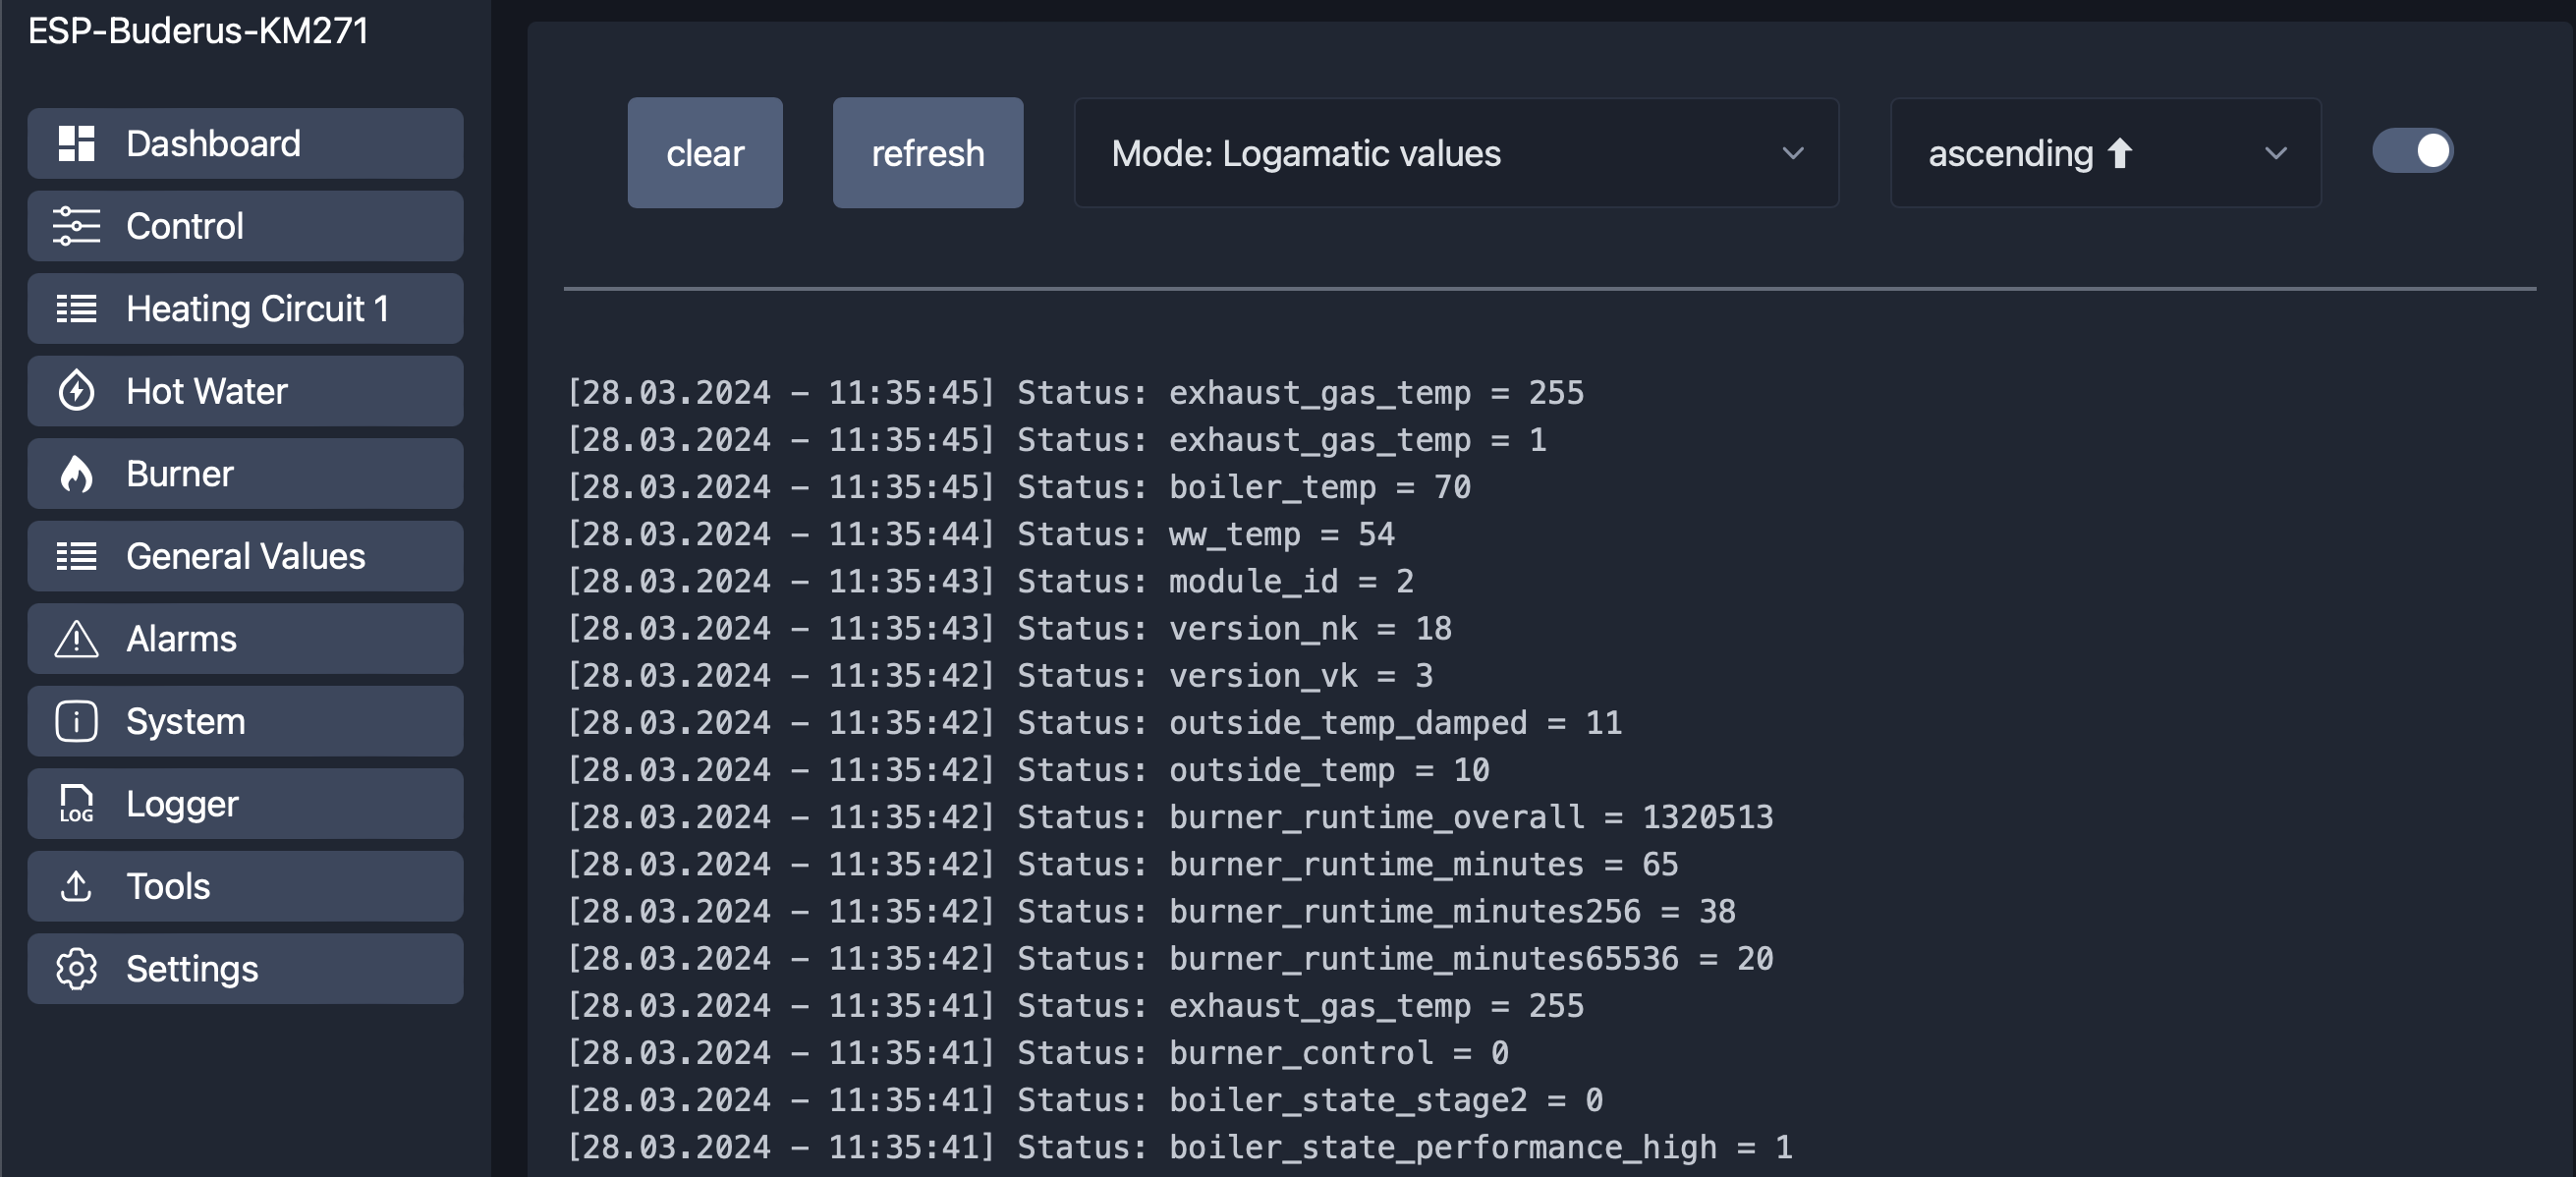 ESP-Buderus-KM271
Dashboard
Control
Heating Circuit 1
Hot Water
Burner
General Values
Alarms
System
LOG Logger
Tools
Settings
clear refresh Mode: Logamatic values ascending ⬆
[28.03.2024 – 11:35:45] Status: exhaust_gas_temp = 255
[28.03.2024 – 11:35:45] Status: exhaust_gas_temp = 1
[28.03.2024 – 11:35:45] Status: boiler_temp = 70
[28.03.2024 – 11:35:44] Status: ww_temp = 54
[28.03.2024 – 11:35:43] Status: module_id = 2
[28.03.2024 – 11:35:43] Status: version_nk = 18
[28.03.2024 – 11:35:42] Status: version_vk = 3
[28.03.2024 – 11:35:42] Status: outside_temp_damped = 11
[28.03.2024 – 11:35:42] Status: outside_temp = 10
[28.03.2024 – 11:35:42] Status: burner_runtime_overall = 1320513
[28.03.2024 – 11:35:42] Status: burner_runtime_minutes = 65
[28.03.2024 – 11:35:42] Status: burner_runtime_minutes256 = 38
[28.03.2024 – 11:35:42] Status: burner_runtime_minutes65536 = 20
[28.03.2024 – 11:35:41] Status: exhaust_gas_temp = 255
[28.03.2024 – 11:35:41] Status: burner_control = 0
[28.03.2024 – 11:35:41] Status: boiler_state_stage2 = 0
[28.03.2024 – 11:35:41] Status: boiler_state_performance_high = 1